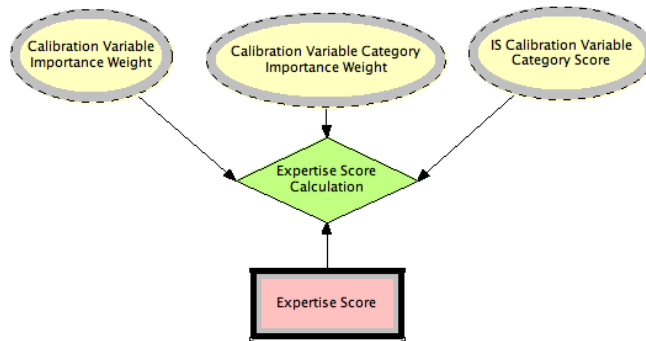 Calibration Variable
Importance Weight
Calibration Variable Category
Importance Weight
IS Calibration Variable
Category Score
Expertise Score
Calculation
Expertise Score